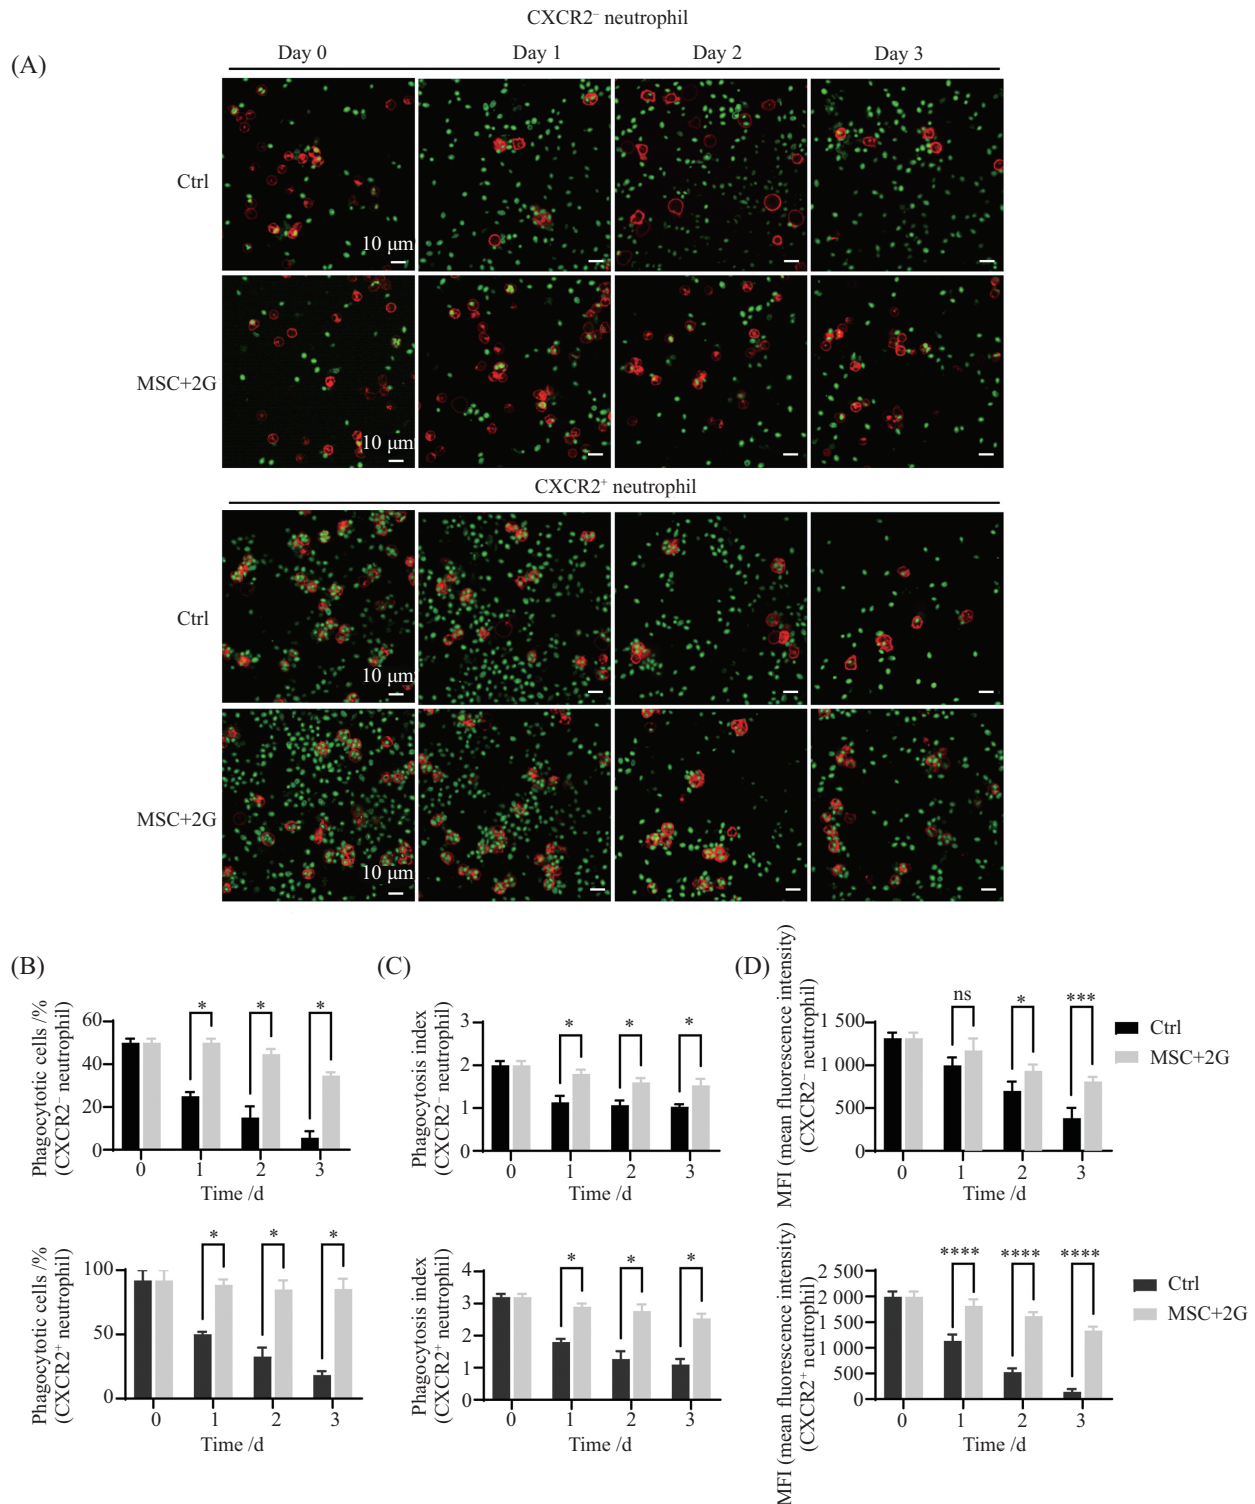 CXCR2⁻ neutrophil
(A)
Day 0 Day 1 Day 2 Day 3
Ctrl
10 μm
MSC+2G
10 μm
CXCR2⁺ neutrophil
Ctrl
10 μm
MSC+2G
10 μm
(B)
Phagocytotic cells /%
(CXCR2⁻ neutrophil)
60
40
20
0
* * *
0 1 2 3
Time /d
(C)
Phagocytosis index
(CXCR2⁻ neutrophil)
3
2
1
0
* * *
0 1 2 3
Time /d
(D)
MFI (mean fluorescence intensity)
(CXCR2⁻ neutrophil)
1 500
1000
500
0
ns * ***
0 1 2 3
Time /d
Ctrl
MSC+2G
Phagocytotic cells /%
(CXCR2⁺ neutrophil)
100
50
0
* * *
0 1 2 3
Time /d
Phagocytosis index
(CXCR2⁺ neutrophil)
4
3
2
1
0
* * *
0 1 2 3
Time /d
MFI (mean fluorescence intensity)
(CXCR2⁺ neutrophil)
2 500
2 000
1 500
1 000
500
0
**** **** ****
0 1 2 3
Time /d
Ctrl
MSC+2G